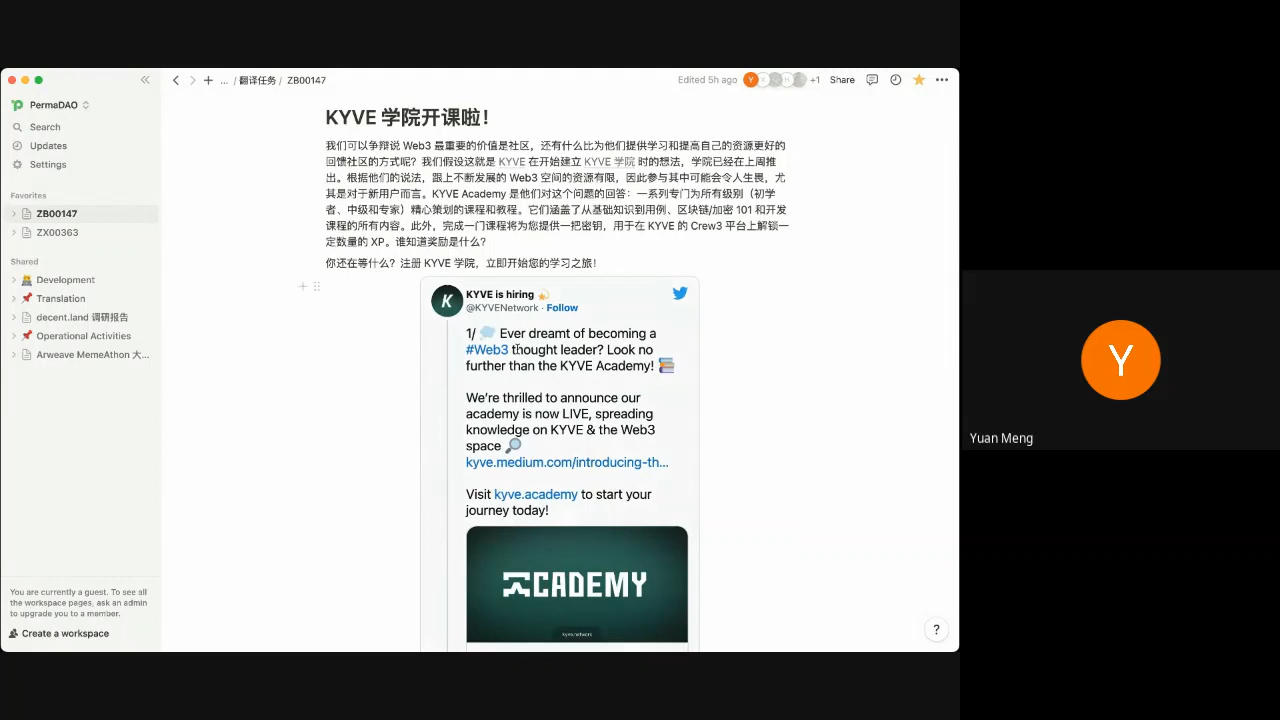 ... / 翻译任务 / ZB00147
Edited 5h ago
Y
+1
Share
PermaDAO
Search
Updates
Settings
Favorites
ZB00147
ZX00363
Shared
Development
Translation
decent.land 调研报告
Operational Activities
Arweave MemeAthon 大...
You are currently a guest. To see all
the workspace pages, ask an admin
to upgrade you to a member.
Create a workspace
KYVE 学院开课啦！
我们可以争辩说 Web3 最重要的价值是社区，还有什么比为他们提供学习和提高自己的资源更好的
回馈社区的方式呢？我们假设这就是 KYVE 在开始建立 KYVE 学院 时的想法，学院已经在上周推
出。根据他们的说法，跟上不断发展的 Web3 空间的资源有限，因此参与其中可能会令人生畏，尤
其是对于新用户而言。KYVE Academy 是他们对这个问题的回答：一系列专门为所有级别（初学
者、中级和专家）精心策划的课程和教程。它们涵盖了从基础知识到用例、区块链/加密 101 和开发
课程的所有内容。此外，完成一门课程将为您提供一把密钥，用于在 KYVE 的 Crew3 平台上解锁一
定数量的 XP。谁知道奖励是什么？
你还在等什么？注册 KYVE 学院，立即开始您的学习之旅！
K
KYVE is hiring
@KYVENetwork · Follow
1/ Ever dreamt of becoming a
#Web3 thought leader? Look no
further than the KYVE Academy!
We’re thrilled to announce our
academy is now LIVE, spreading
knowledge on KYVE & the Web3
space
kyve.medium.com/introducing-th...
Visit kyve.academy to start your
journey today!
ACADEMY
kyve.network
?
Y
Yuan Meng